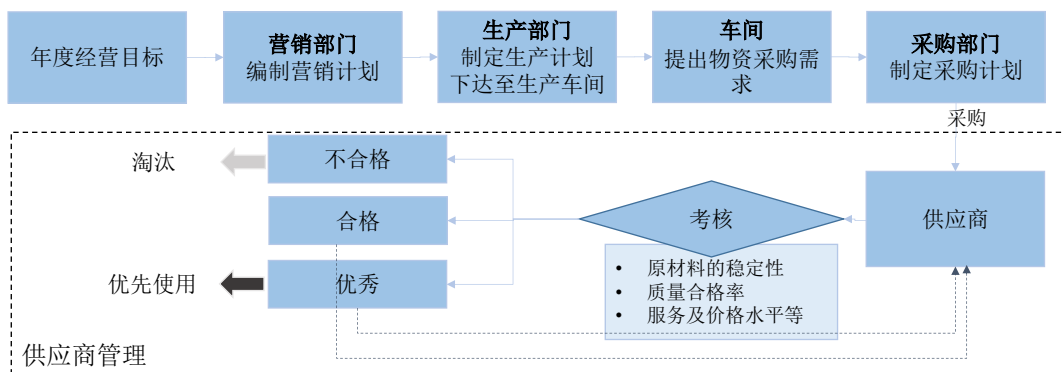 年度经营目标
营销部门
编制营销计划
生产部门
制定生产计划
下达至生产车间
车间
提出物资采购需
求
采购部门
制定采购计划
采购
淘汰
不合格
合格
考核
供应商
优先使用
优秀
• 原材料的稳定性
• 质量合格率
• 服务及价格水平等
供应商管理